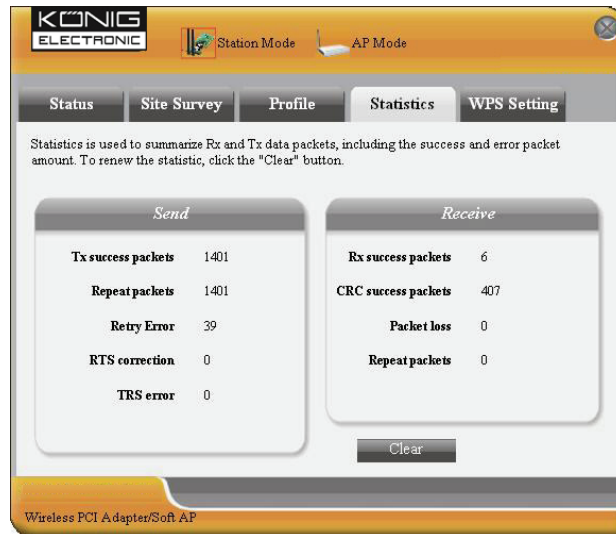 KÖNIG
ELECTRONIC
Station Mode AP Mode
Status Site Survey Profile Statistics WPS Setting
Statistics is used to summarize Rx and Tx data packets, including the success and error packet
amount. To renew the statistic, click the "Clear" button.
Send
Tx success packets 1401
Repeat packets 1401
Retry Error 39
RTS correction 0
TRS error 0
Receive
Rx success packets 6
CRC success packets 407
Packet loss 0
Repeat packets 0
Clear
Wireless PCI Adapter/Soft AP